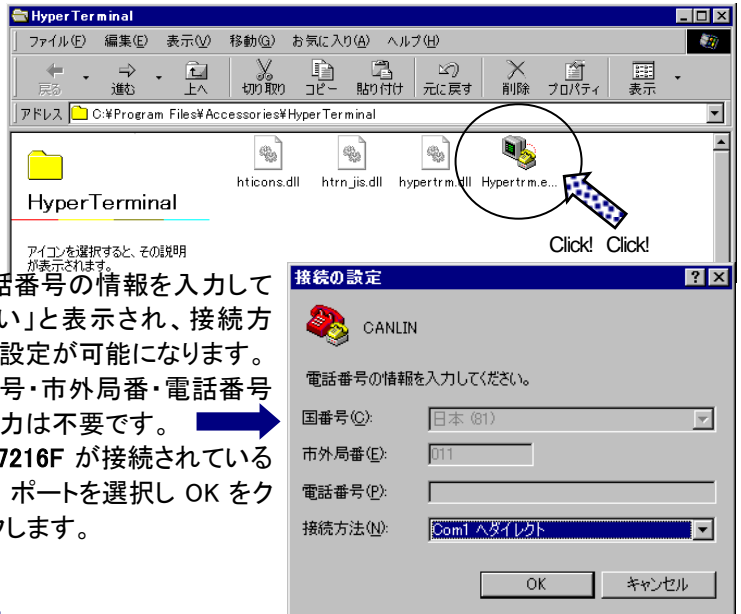 HyperTerminal
ファイル(F) 編集(E) 表示(V) 移動(G) お気に入り(A) ヘルプ(H)
戻る 進む 上へ 切り取り コピー 貼り付け 元に戻す 削除 プロパティ 表示
アドレス C:¥Program Files¥Accessories¥HyperTerminal
hticons.dll htrn_jis.dll hypertrm.dll Hypertrm.e...
HyperTerminal
アイコンを選択すると、その説明
が表示されます。
Click! Click!
話番号の情報を入力して
い」と表示され、接続方
設定が可能になります。
号・市外局番・電話番号
力は不要です。
7216F が接続されている
ポートを選択し OK をク
クします。
接続の設定
CANLIN
電話番号の情報を入力してください。
国番号(C): 日本 (81)
市外局番(E): 011
電話番号(P):
接続方法(N): Com1 へダイレクト
OK キャンセル